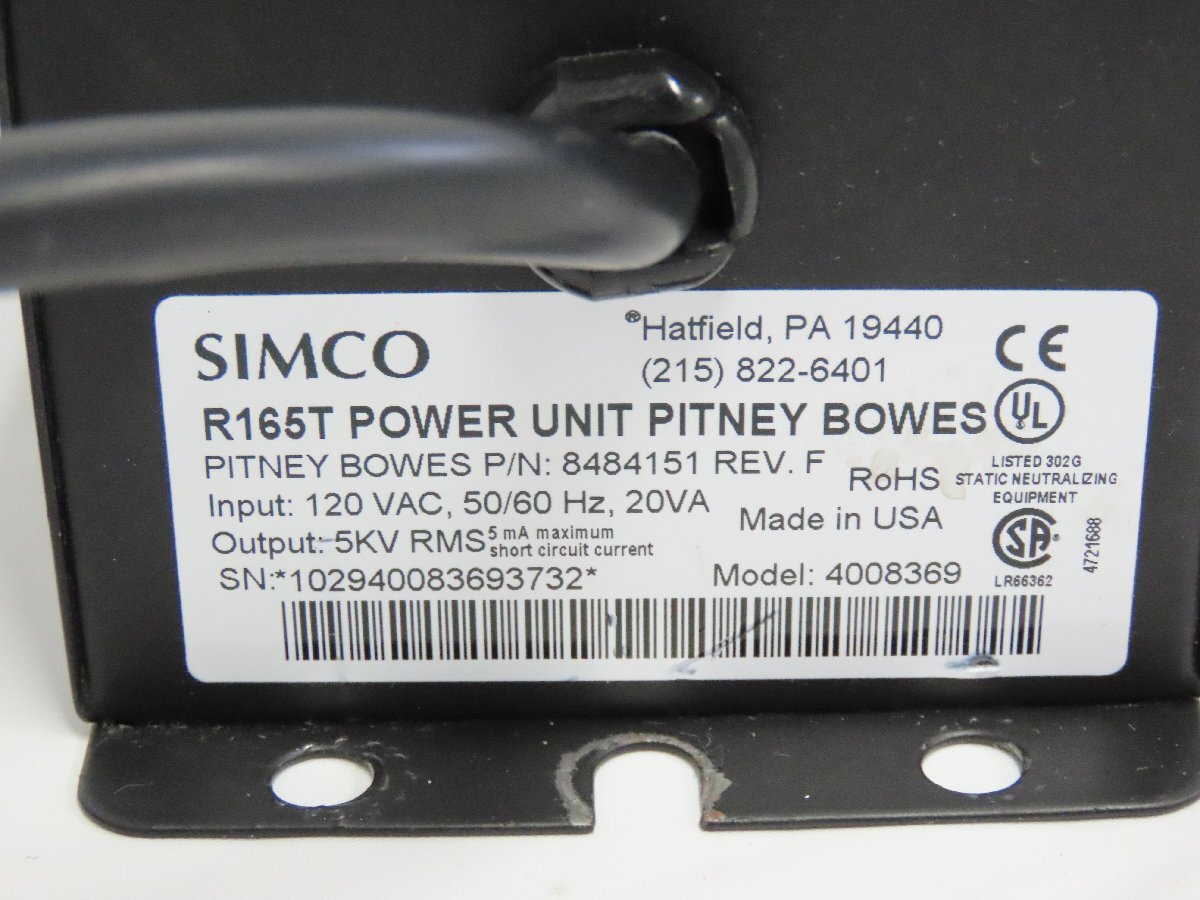 SIMCO
®Hatfield, PA 19440
(215) 822-6401
CE
R165T POWER UNIT PITNEY BOWES
UL
PITNEY BOWES P/N: 8484151 REV. F
RoHS
LISTED 302G
STATIC NEUTRALIZING
EQUIPMENT
Input: 120 VAC, 50/60 Hz, 20VA
Made in USA
Output: 5KV RMS 5 mA maximum
short circuit current
SA®
LR66362
4721688
SN:*102940083693732*
Model: 4008369